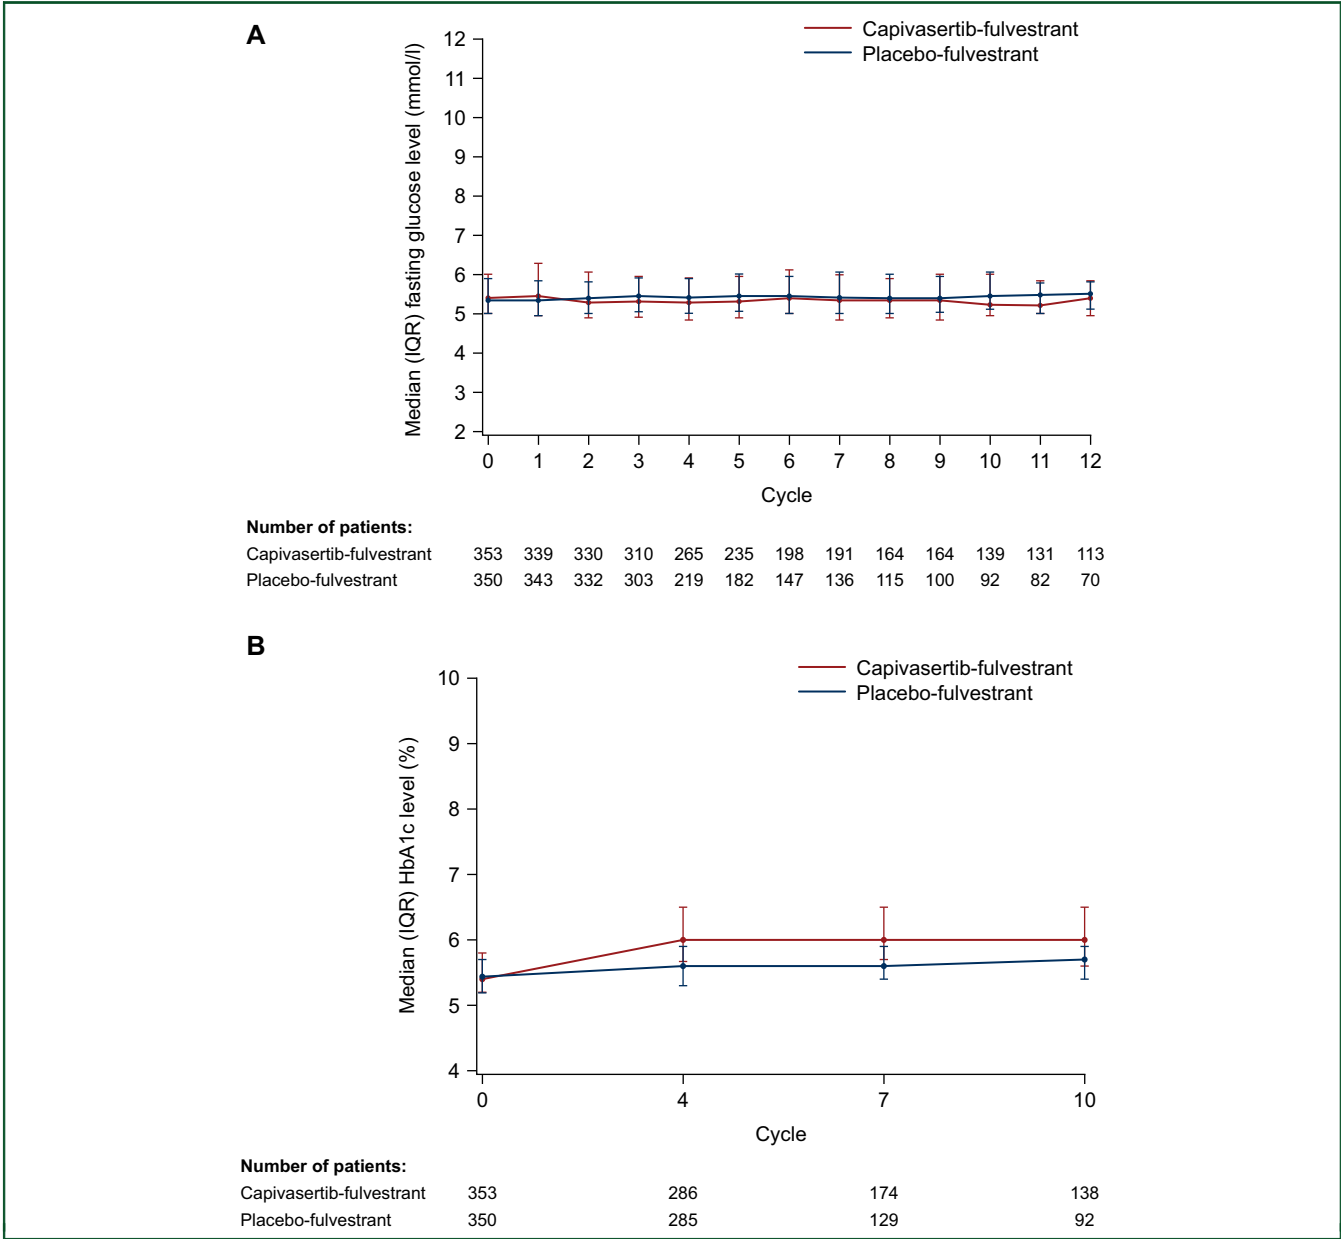 A
Capivasertib-fulvestrant
Placebo-fulvestrant
Median (IQR) fasting glucose level (mmol/l)
12
11
10
9
8
7
6
5
4
3
2
0 1 2 3 4 5 6 7 8 9 10 11 12
Cycle
Number of patients:
Capivasertib-fulvestrant 353 339 330 310 265 235 198 191 164 164 139 131 113
Placebo-fulvestrant 350 343 332 303 219 182 147 136 115 100 92 82 70
B
Capivasertib-fulvestrant
Placebo-fulvestrant
Median (IQR) HbA1c level (%)
10
9
8
7
6
5
4
0 4 7 10
Cycle
Number of patients:
Capivasertib-fulvestrant 353 286 174 138
Placebo-fulvestrant 350 285 129 92